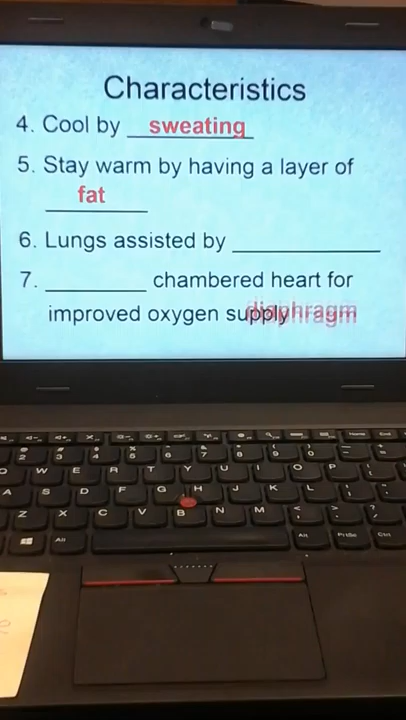 Characteristics
4. Cool by sweating
5. Stay warm by having a layer of
fat
6. Lungs assisted by
7. chambered heart for
improved oxygen supply diaphragm